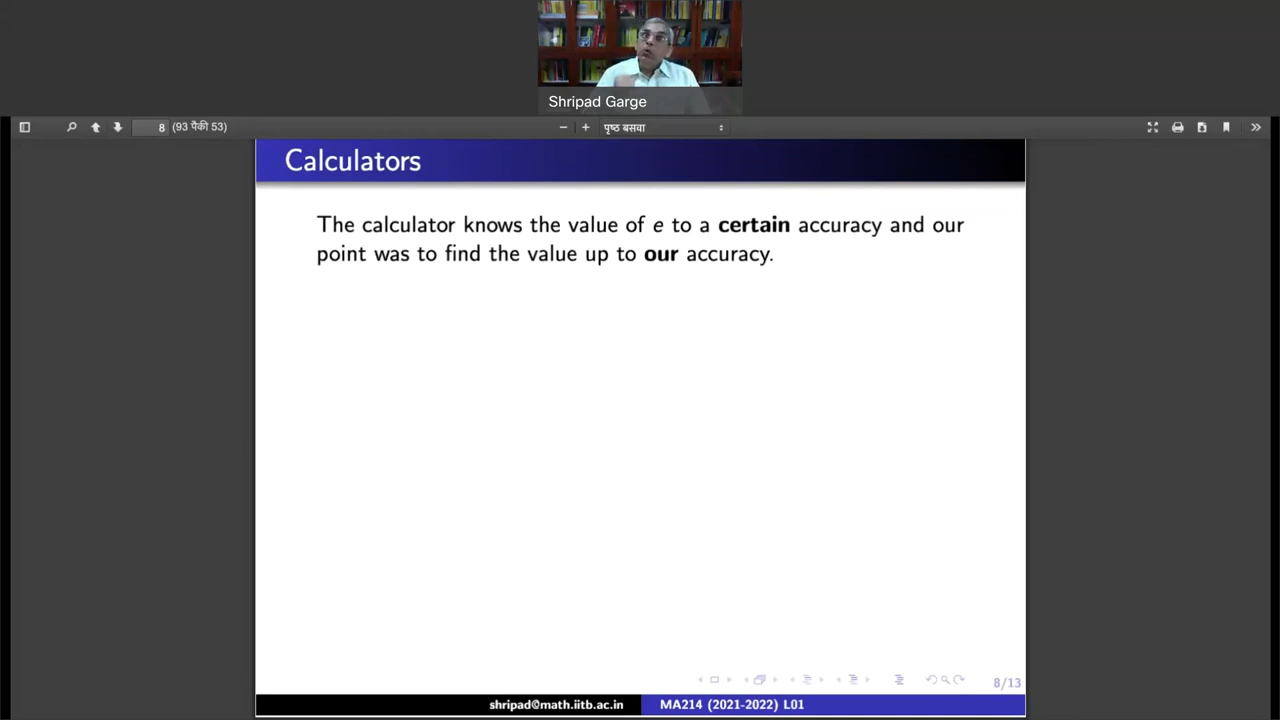 Shripad Garge
8 (93 पैकी 53)
पृष्ठ बसवा
Calculators
The calculator knows the value of e to a certain accuracy and our
point was to find the value up to our accuracy.
8/13
shripad@math.iitb.ac.in MA214 (2021-2022) L01